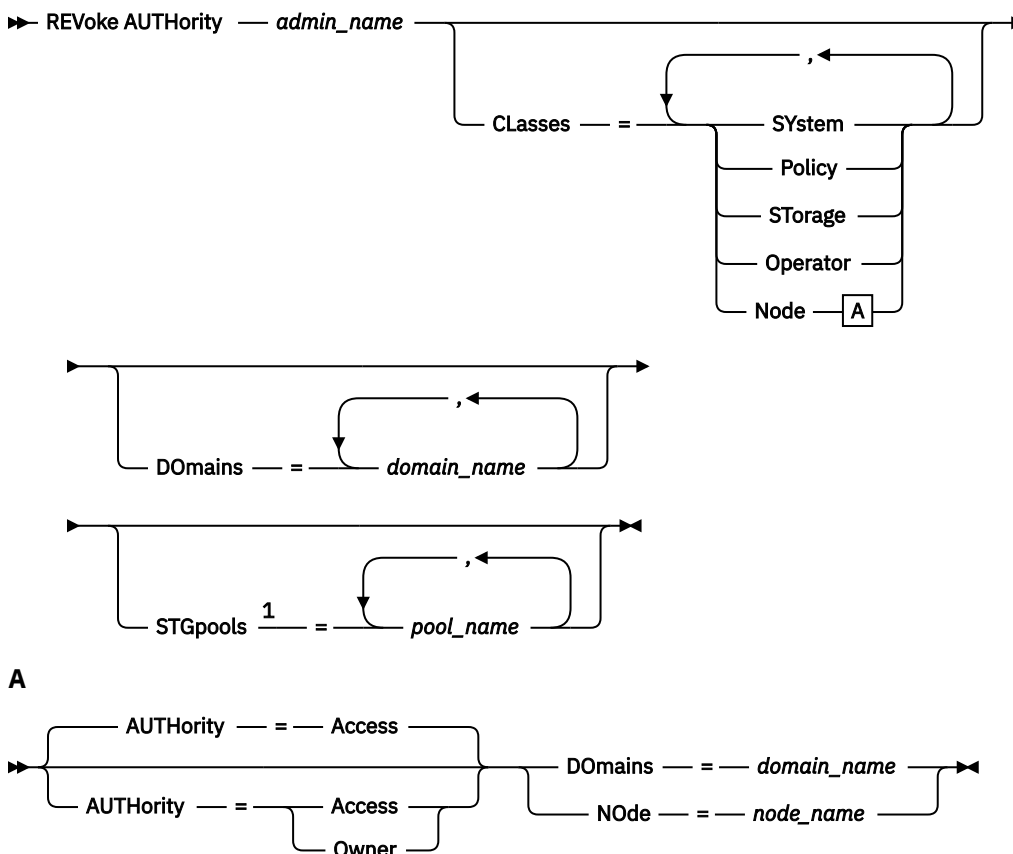 REVoke AUTHority admin_name
,
CLasses = SYstem
Policy
STorage
Operator
Node A
,
DOmains = domain_name
,
STGpools 1 = pool_name
A
AUTHority = Access
DOmains = domain_name
AUTHority = Access
NOde = node_name
Owner